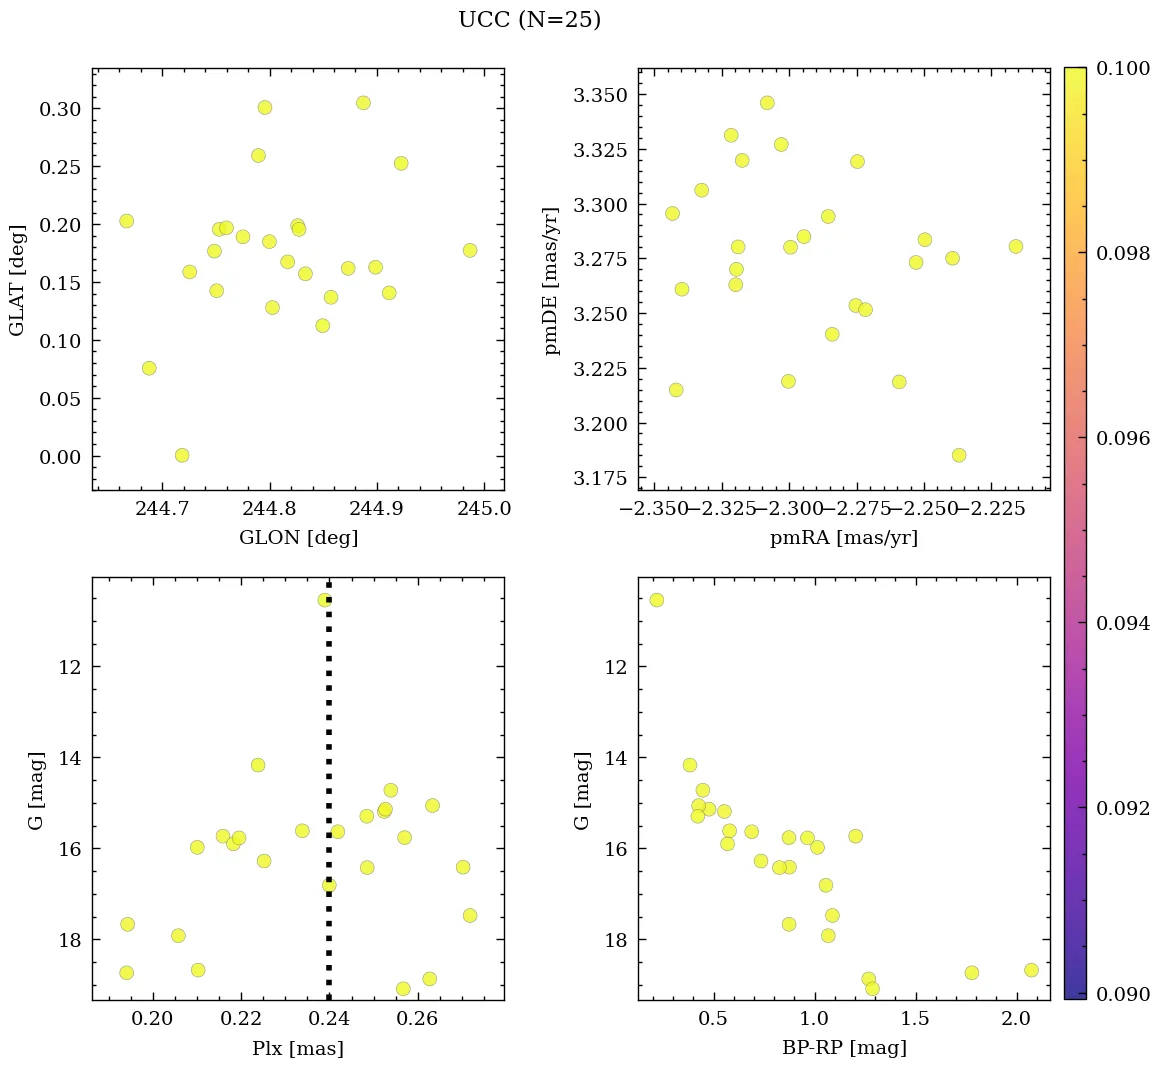 UCC (N=25)
0.30
0.25
0.20
0.15
0.10
0.05
0.00
GLAT [deg]
244.7 244.8 244.9 245.0
GLON [deg]
3.350
3.325
3.300
3.275
3.250
3.225
3.200
3.175
pmDE [mas/yr]
−2.350 −2.325 −2.300 −2.275 −2.250 −2.225
pmRA [mas/yr]
12
14
16
18
G [mag]
0.20 0.22 0.24 0.26
Plx [mas]
12
14
16
18
G [mag]
0.5 1.0 1.5 2.0
BP-RP [mag]
0.100
0.098
0.096
0.094
0.092
0.090